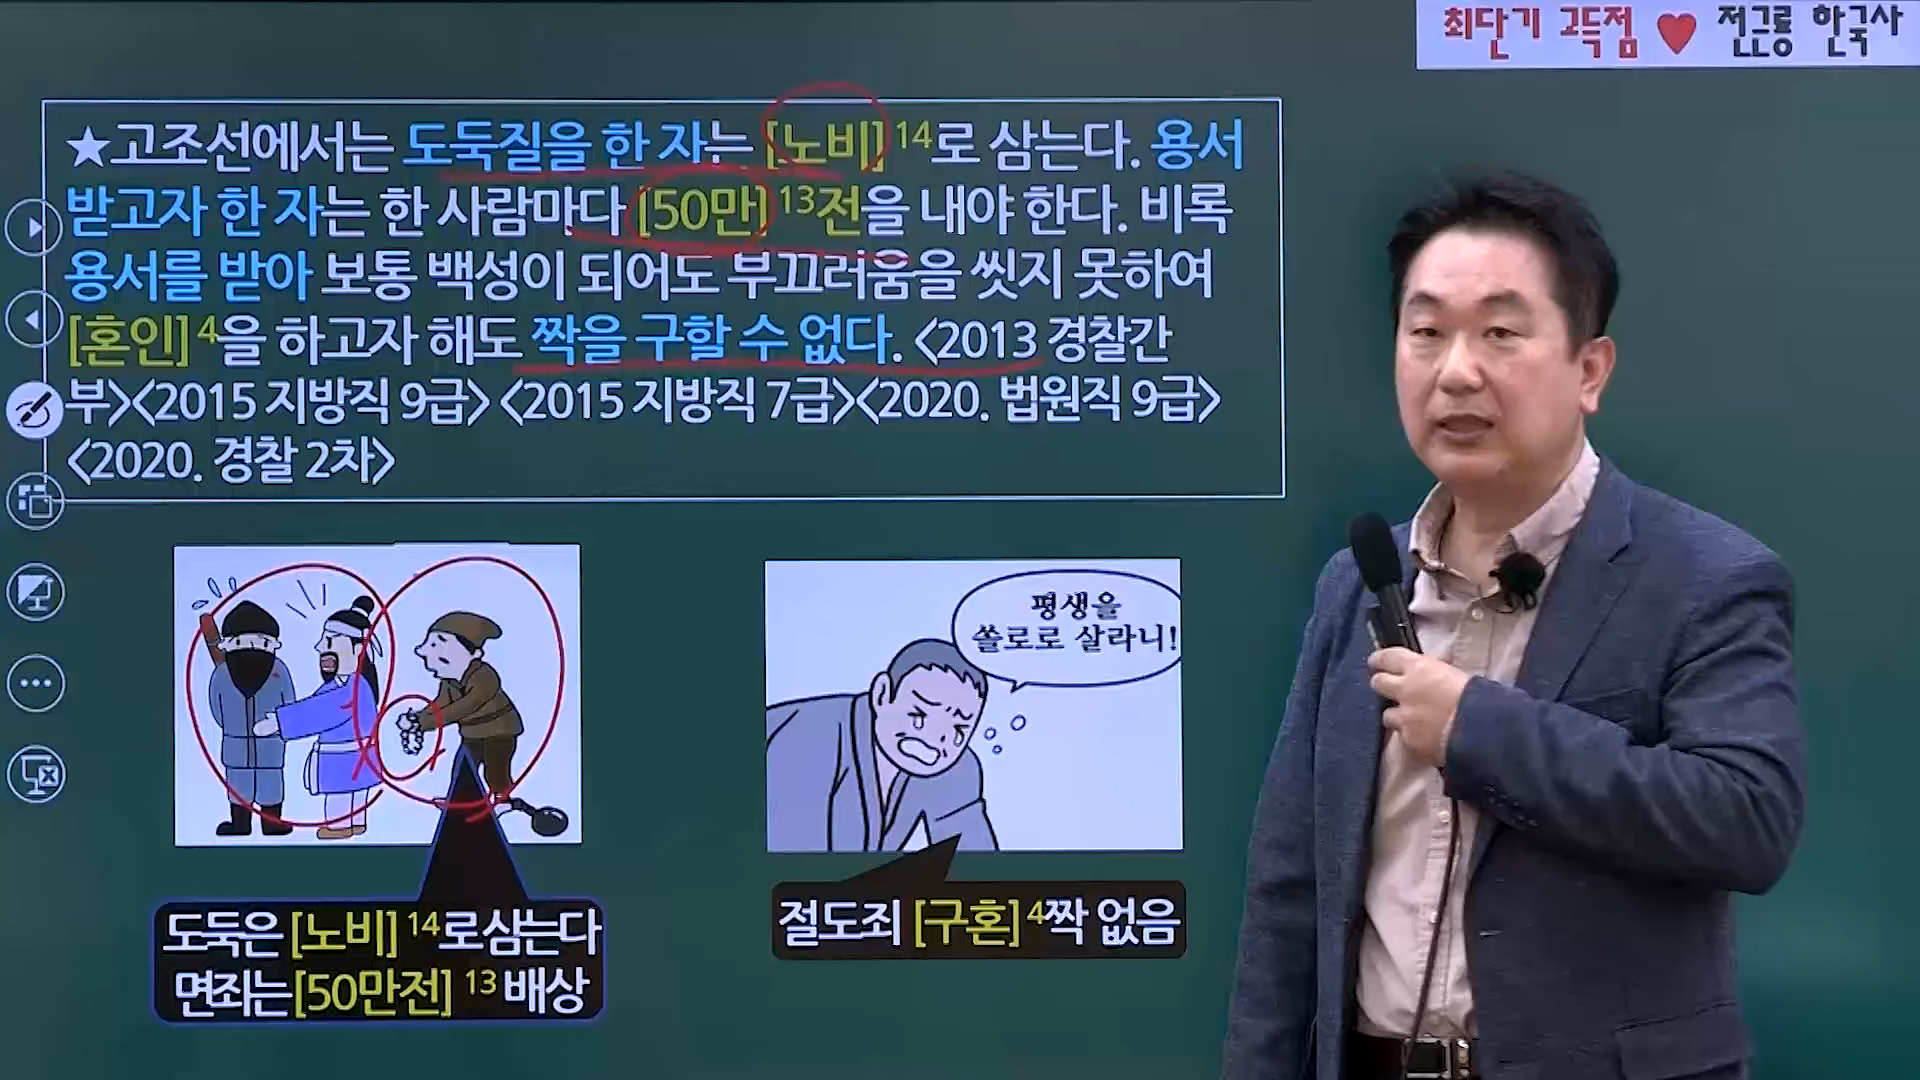 최단기 고득점 ♥ 전근룡 한국사
★고조선에서는 도둑질을 한 자는 [노비] 14로 삼는다. 용서
받고자 한 자는 한 사람마다 [50만] 13전을 내야 한다. 비록
용서를 받아 보통 백성이 되어도 부끄러움을 씻지 못하여
[혼인] 4을 하고자 해도 짝을 구할 수 없다. <2013 경찰간
부><2015 지방직 9급> <2015 지방직 7급><2020. 법원직 9급>
<2020. 경찰 2차>
평생을
쏠로로 살라니!
도둑은 [노비] 14로삼는다
면죄는[50만전] 13 배상
절도죄 [구혼] 4짝 없음